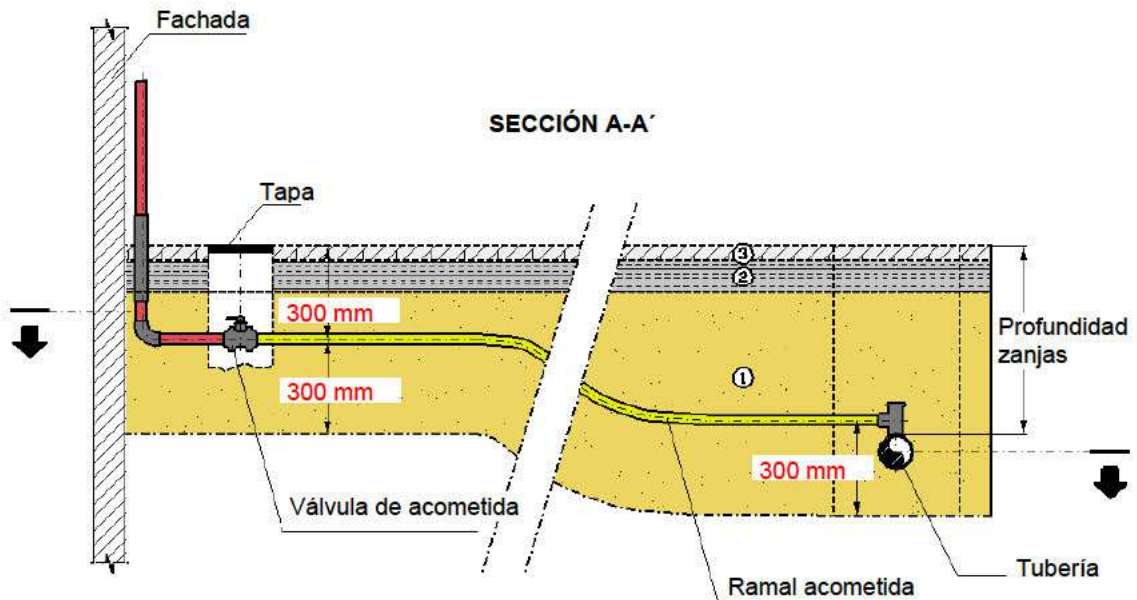 Fachada
SECCIÓN A-A´
Tapa
③
②
300 mm
Profundidad
zanjas
300 mm
①
300 mm
Válvula de acometida
Tubería
Ramal acometida